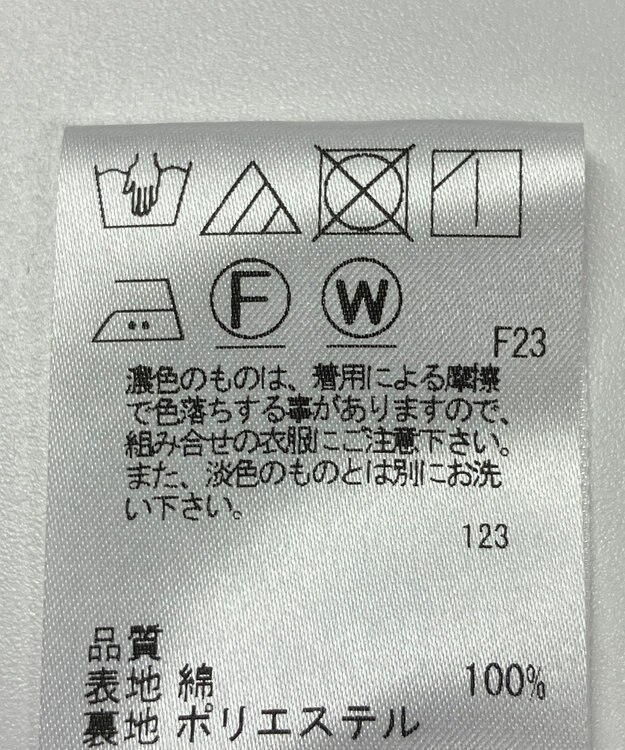 F W
F23
濃色のものは、着用による摩擦
で色落ちする事がありますので、
組み合せの衣服にご注意下さい。
また、淡色のものとは別にお洗
い下さい。
123
品質
表地 綿 100%
裏地 ポリエステル